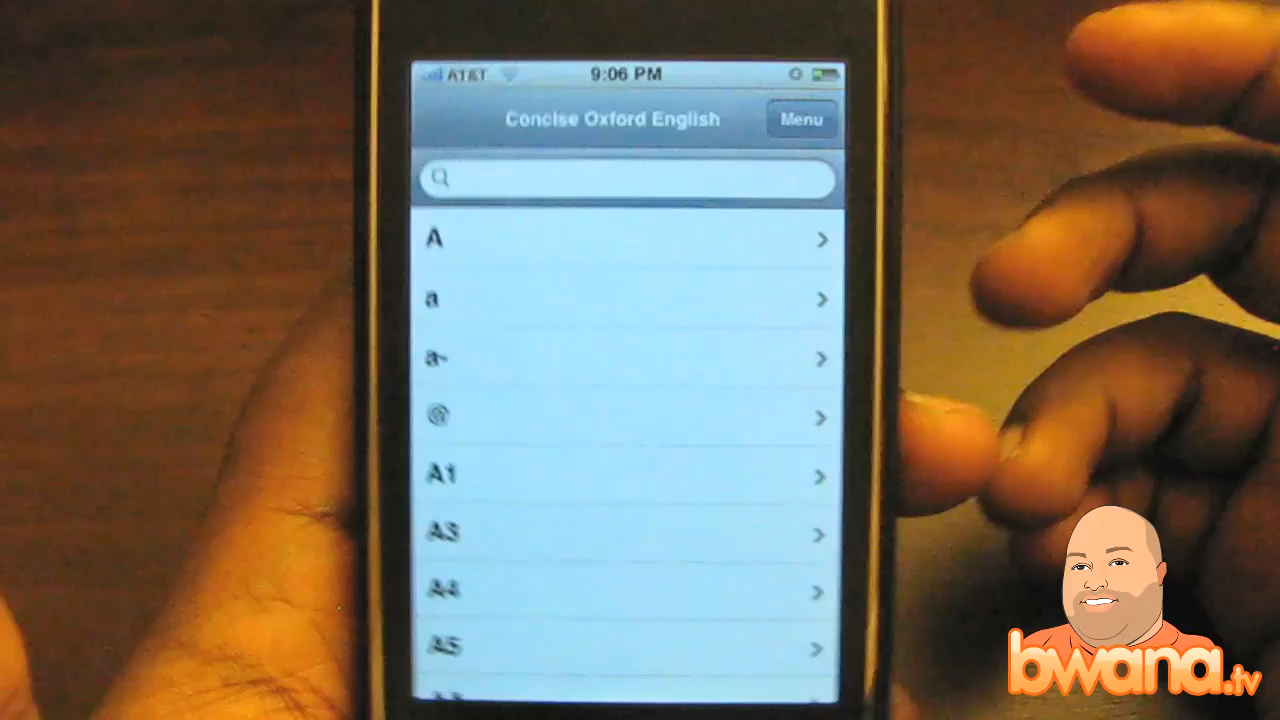 AT&T 9:06 PM
Concise Oxford English Menu
A
a
a-
@
A1
A3
A4
A5
bwana.tv